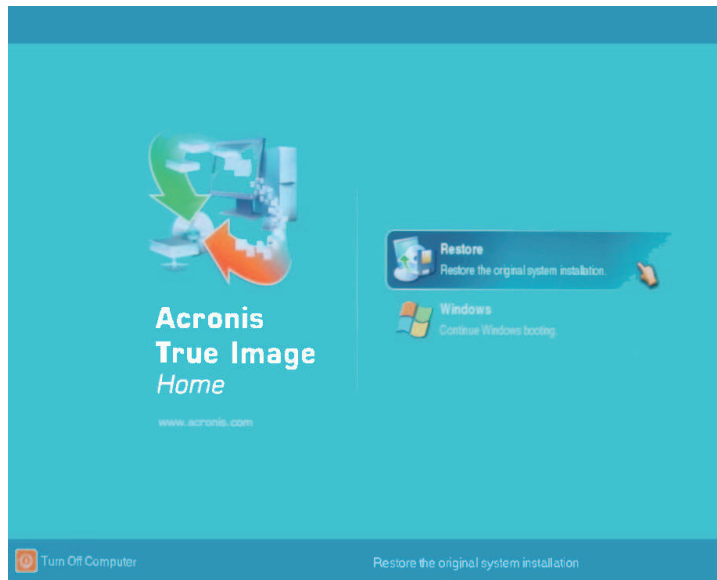 Acronis
True Image
Home
www.acronis.com
Restore
Restore the original system installation.
Windows
Continue Windows booting.
Turn Off Computer
Restore the original system installation